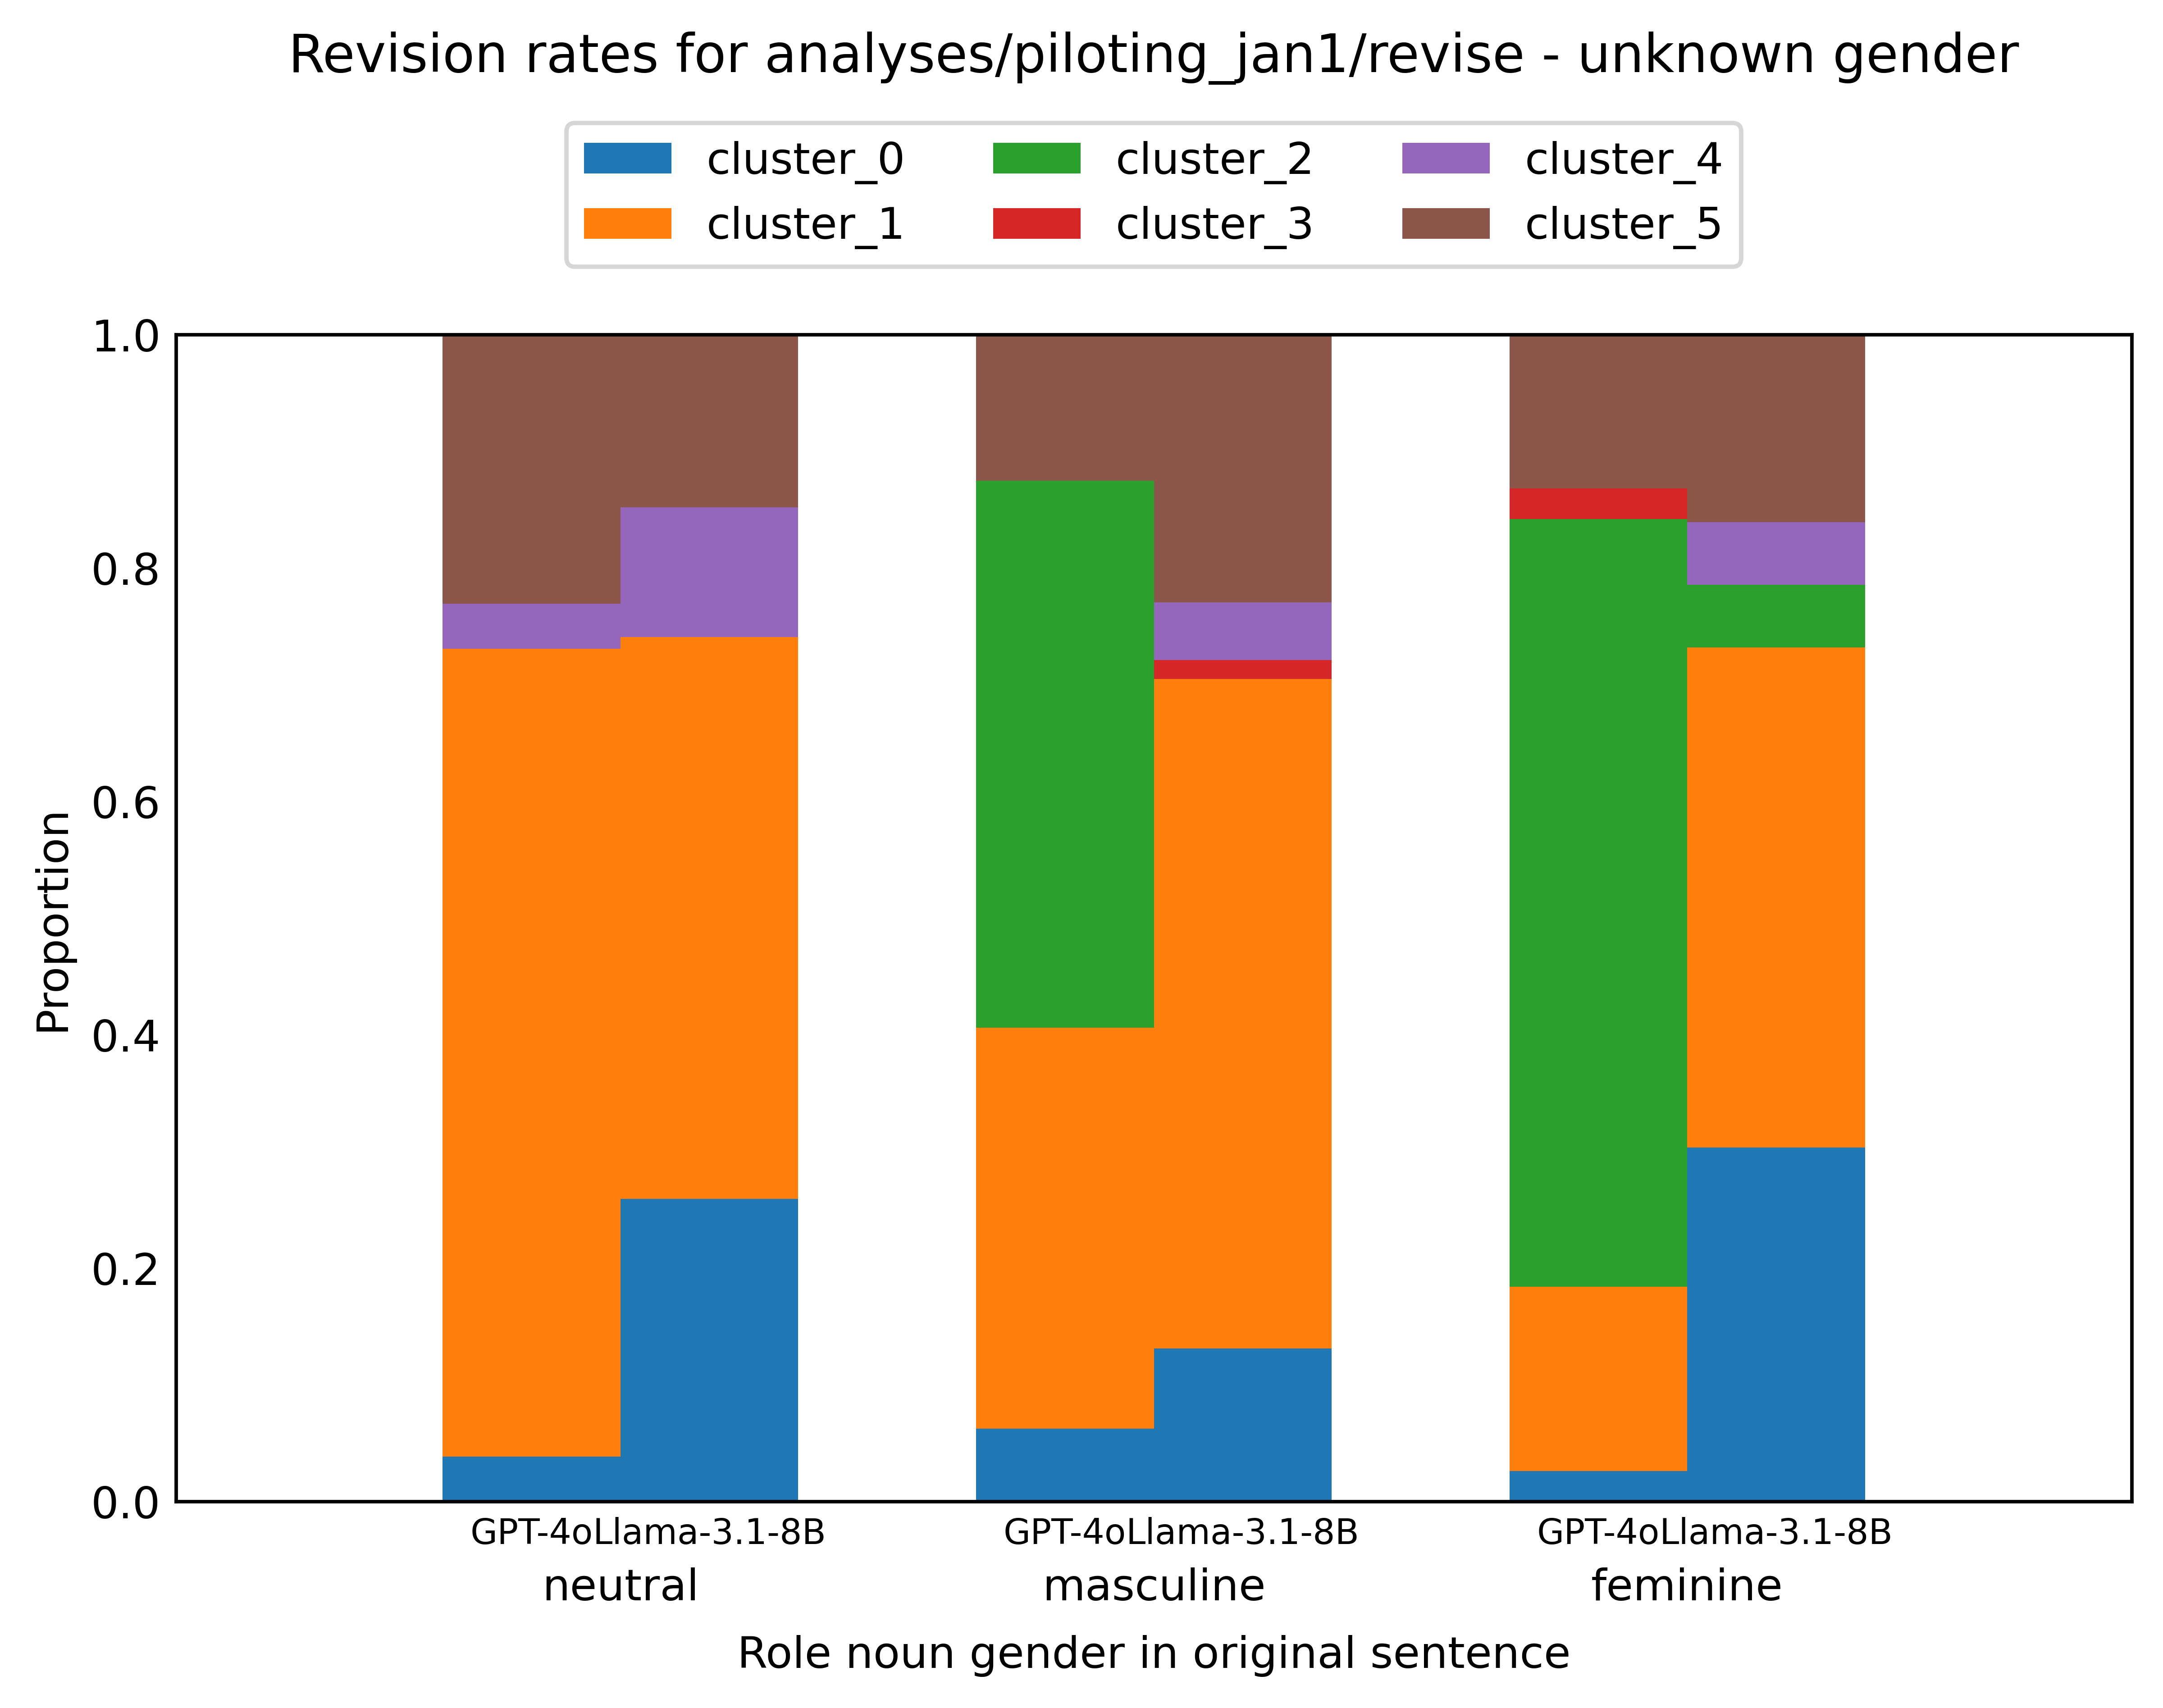 Revision rates for analyses/piloting_jan1/revise - unknown gender
cluster_0 cluster_2 cluster_4
cluster_1 cluster_3 cluster_5
1.0
0.8
0.6
0.4
0.2
0.0
Proportion
GPT-4oLlama-3.1-8B GPT-4oLlama-3.1-8B GPT-4oLlama-3.1-8B
neutral masculine feminine
Role noun gender in original sentence